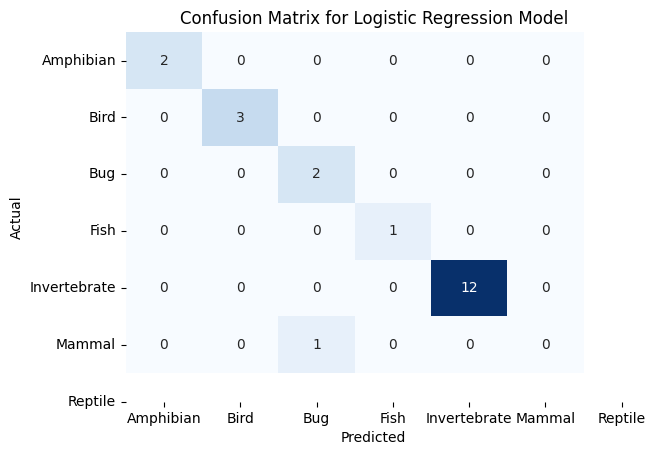 Confusion Matrix for Logistic Regression Model
Amphibian 2 0 0 0 0 0
Bird 0 3 0 0 0 0
Bug 0 0 2 0 0 0
Fish 0 0 0 1 0 0
Invertebrate 0 0 0 0 12 0
Mammal 0 0 1 0 0 0
Reptile
Actual
Amphibian Bird Bug Fish Invertebrate Mammal Reptile
Predicted